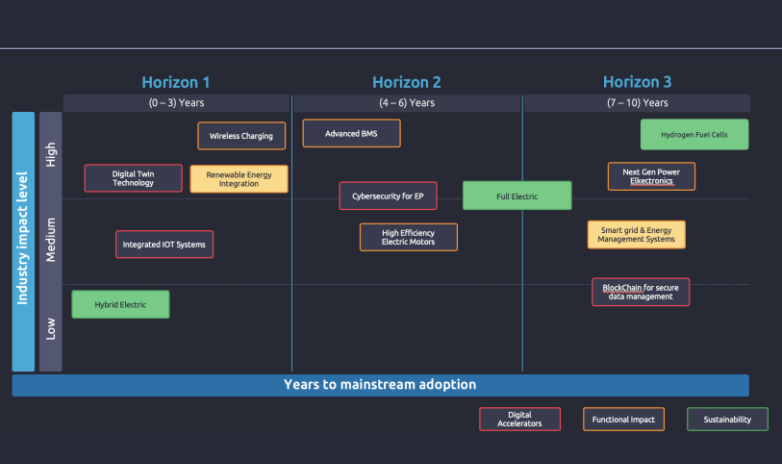 Horizon 1
Horizon 2
Horizon 3
(0 – 3) Years
(4 – 6) Years
(7 – 10) Years
Industry impact level
High
Medium
Low
Wireless Charging
Advanced BMS
Hydrogen Fuel Cells
Digital Twin
Technology
Renewable Energy
Integration
Cybersecurity for EP
Full Electric
Next Gen Power
Elkectronics
Integrated IOT Systems
High Efficiency
Electric Motors
Smart grid & Energy
Management Systems
Hybrid Electric
BlockChain for secure
data management
Years to mainstream adoption
Digital
Accelerators
Functional Impact
Sustainability